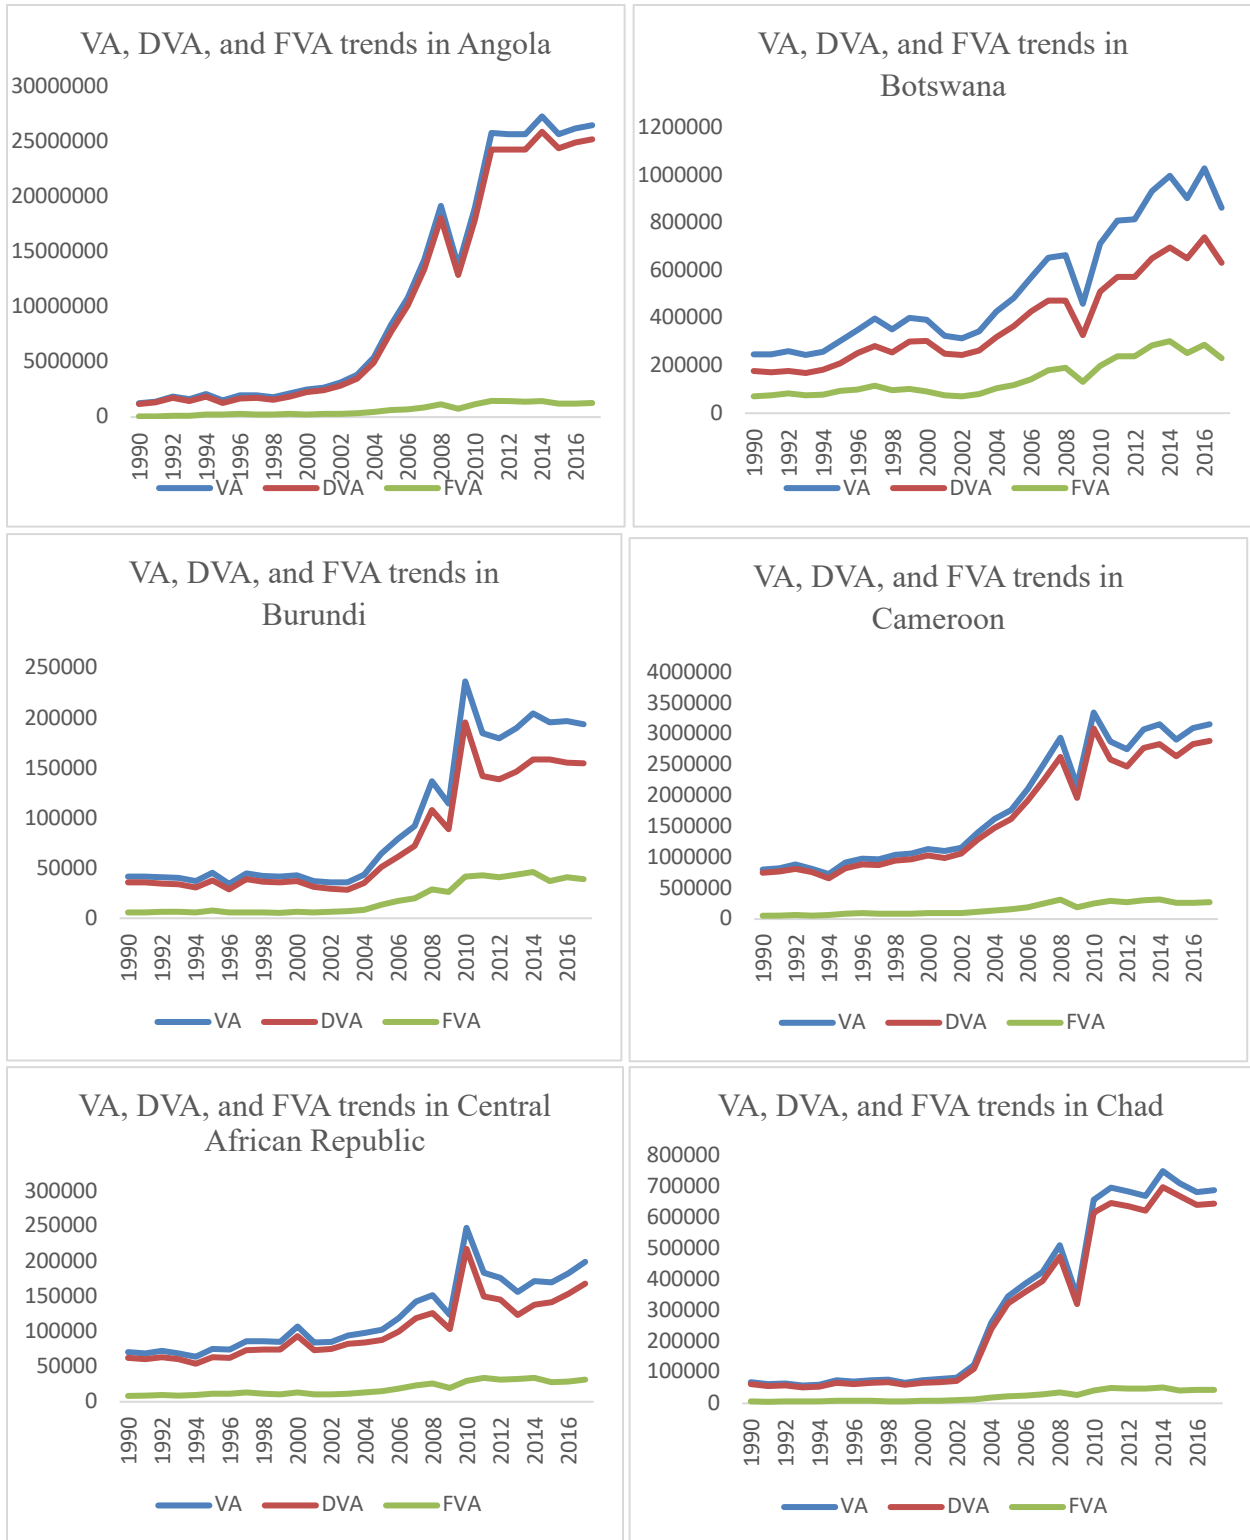 VA, DVA, and FVA trends in Angola
30000000
25000000
20000000
15000000
10000000
5000000
0
1990 1992 1994 1996 1998 2000 2002 2004 2006 2008 2010 2012 2014 2016
VA DVA FVA
VA, DVA, and FVA trends in
Botswana
1200000
1000000
800000
600000
400000
200000
0
1990 1992 1994 1996 1998 2000 2002 2004 2006 2008 2010 2012 2014 2016
VA DVA FVA
VA, DVA, and FVA trends in
Burundi
250000
200000
150000
100000
50000
0
1990 1992 1994 1996 1998 2000 2002 2004 2006 2008 2010 2012 2014 2016
VA DVA FVA
VA, DVA, and FVA trends in
Cameroon
4000000
3500000
3000000
2500000
2000000
1500000
1000000
500000
0
1990 1992 1994 1996 1998 2000 2002 2004 2006 2008 2010 2012 2014 2016
VA DVA FVA
VA, DVA, and FVA trends in Central
African Republic
300000
250000
200000
150000
100000
50000
0
1990 1992 1994 1996 1998 2000 2002 2004 2006 2008 2010 2012 2014 2016
VA DVA FVA
VA, DVA, and FVA trends in Chad
800000
700000
600000
500000
400000
300000
200000
100000
0
1990 1992 1994 1996 1998 2000 2002 2004 2006 2008 2010 2012 2014 2016
VA DVA FVA